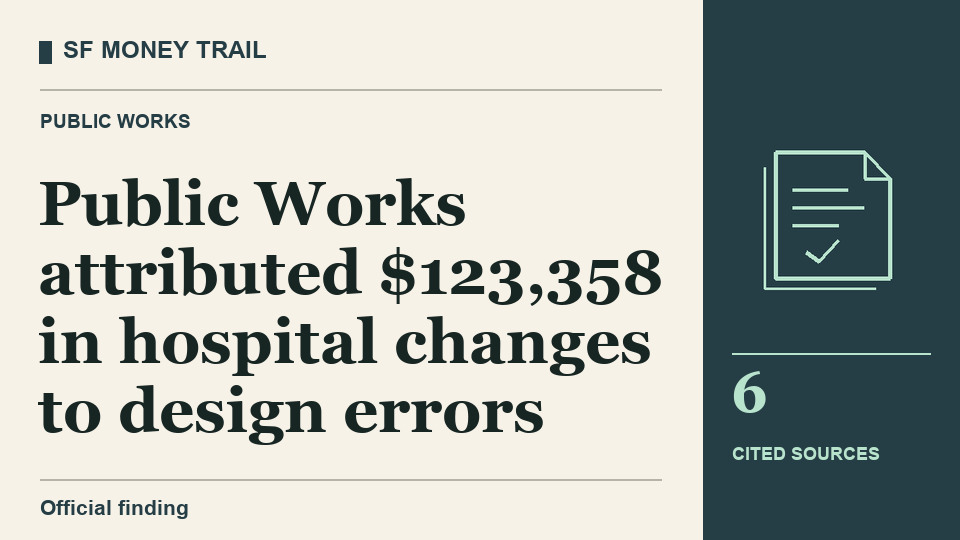 SF MONEY TRAIL
PUBLIC WORKS
Public Works
attributed $123,358
in hospital changes
to design errors
Official finding
6
CITED SOURCES